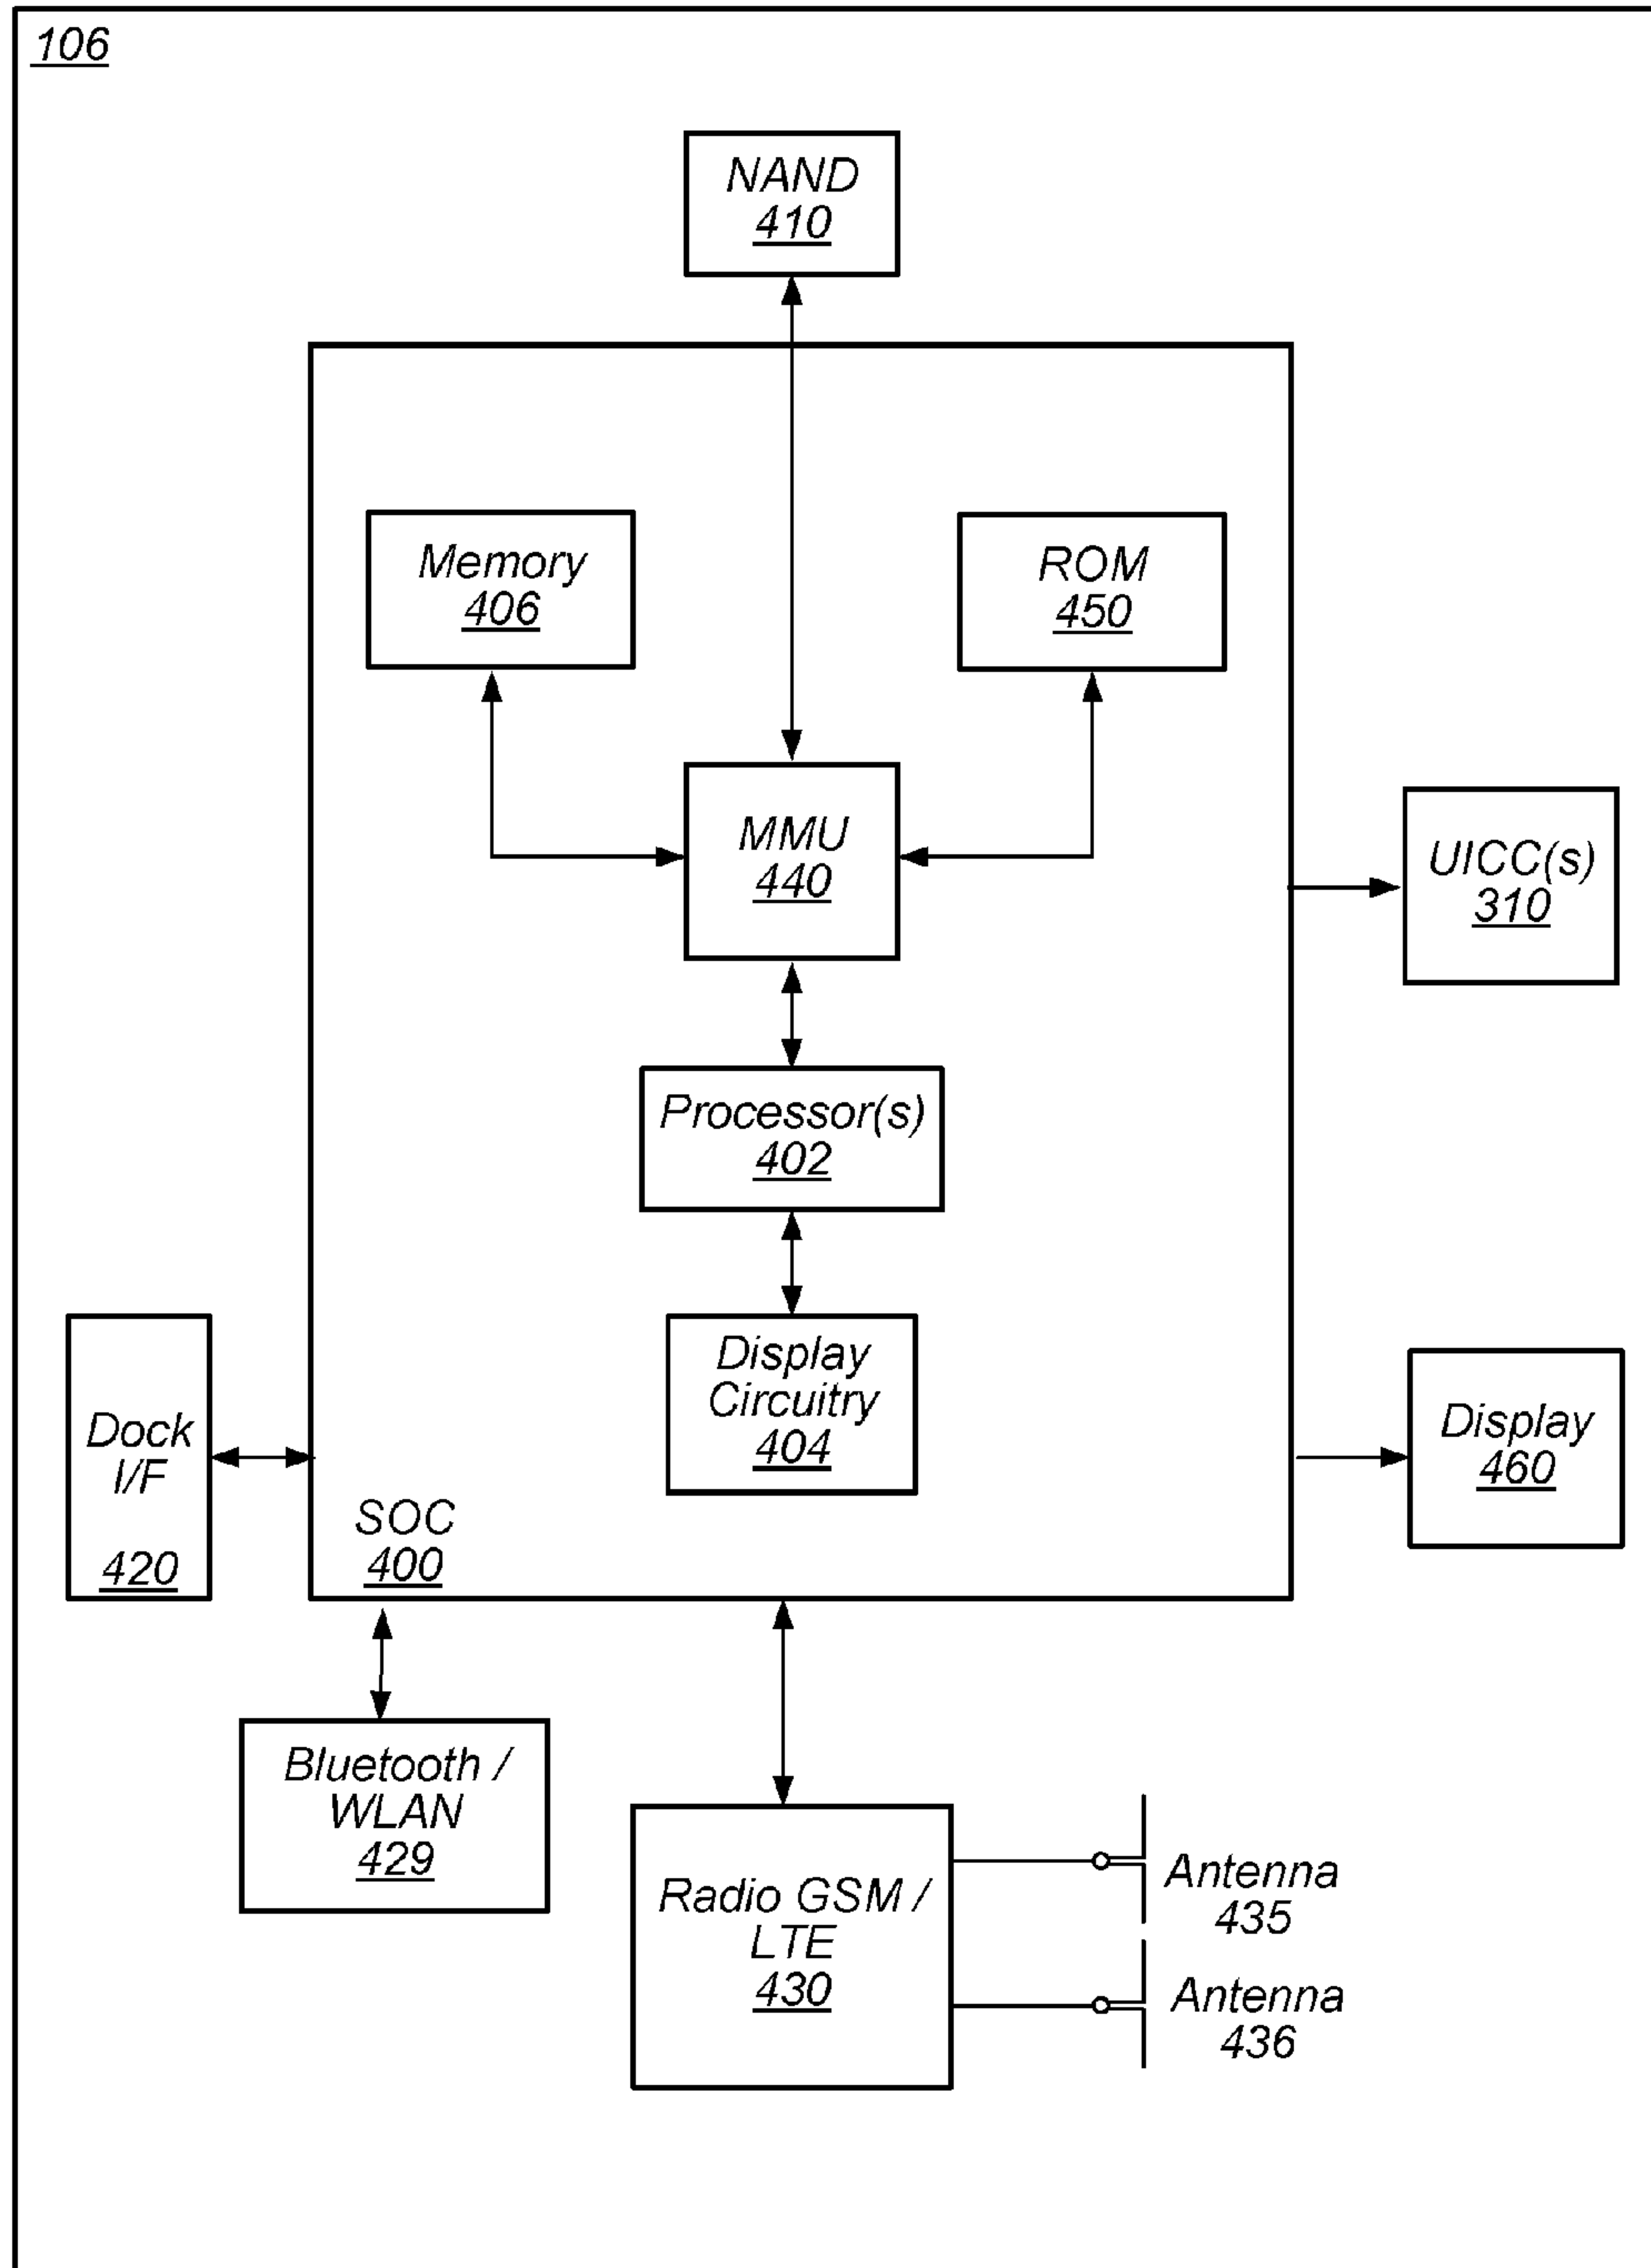 106
NAND
410
Memory
406
ROM
450
MMU
440
UICC(s)
310
Processor(s)
402
Display
Circuitry
404
Dock
I/F
420
Display
460
SOC
400
Bluetooth /
WLAN
429
Radio GSM /
LTE
430
Antenna
435
Antenna
436